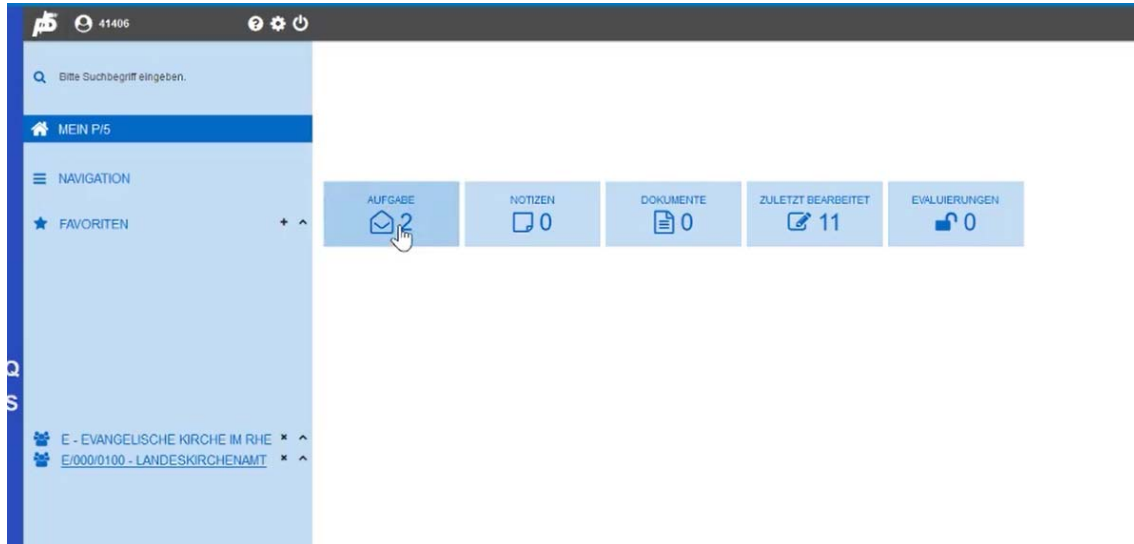 p5 41406
Bitte Suchbegriff eingeben.
MEIN P/5
NAVIGATION
FAVORITEN
AUFGABE
2
NOTIZEN
0
DOKUMENTE
0
ZULETZT BEARBEITET
11
EVALUIERUNGEN
0
Q
S
E - EVANGELISCHE KIRCHE IM RHE
E/000/0100 - LANDESKIRCHENAMT